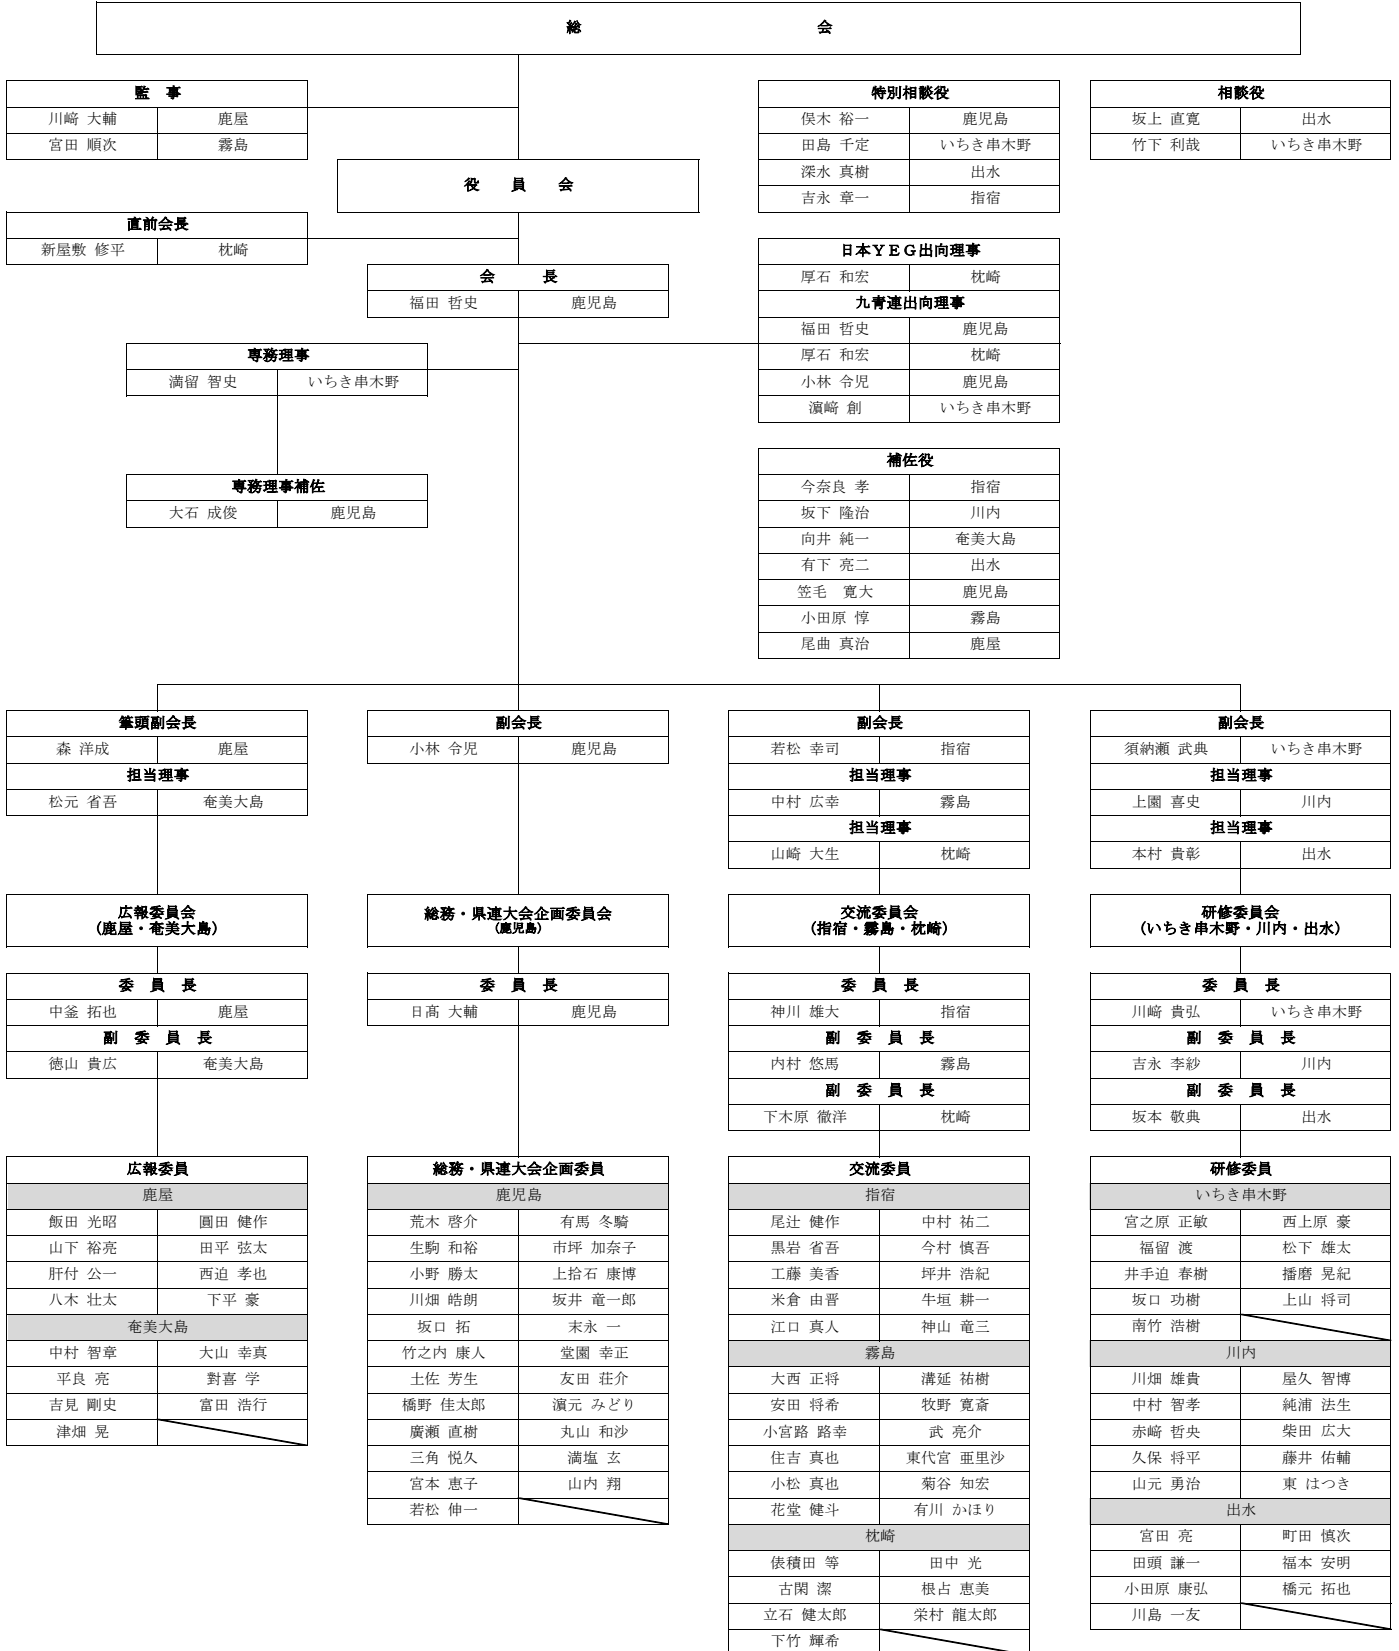 総 会
監 事
川﨑 大輔 鹿屋
宮田 順次 霧島
特別相談役
俣木 裕一 鹿児島
田島 千定 いちき串木野
深水 真樹 出水
吉永 章一 指宿
相談役
坂上 直寛 出水
竹下 利哉 いちき串木野
役 員 会
直前会長
新屋敷 修平 枕崎
会 長
福田 哲史 鹿児島
日本ＹＥＧ出向理事
厚石 和宏 枕崎
九青連出向理事
福田 哲史 鹿児島
厚石 和宏 枕崎
小林 令児 鹿児島
濵﨑 創 いちき串木野
専務理事
満留 智史 いちき串木野
専務理事補佐
大石 成俊 鹿児島
補佐役
今奈良 孝 指宿
坂下 隆治 川内
向井 純一 奄美大島
有下 亮二 出水
笠毛 寛大 鹿児島
小田原 惇 霧島
尾曲 真治 鹿屋
筆頭副会長
森 洋成 鹿屋
担当理事
松元 省吾 奄美大島
広報委員会
（鹿屋・奄美大島）
委 員 長
中釜 拓也 鹿屋
副 委 員 長
徳山 貴広 奄美大島
広報委員
鹿屋
飯田 光昭 圓田 健作
山下 裕亮 田平 弦太
肝付 公一 西迫 孝也
八木 壮太 下平 豪
奄美大島
中村 智章 大山 幸真
平良 亮 對喜 学
吉見 剛史 富田 浩行
津畑 晃
副会長
小林 令児 鹿児島
総務・県連大会企画委員会
（鹿児島）
委 員 長
日髙 大輔 鹿児島
総務・県連大会企画委員
鹿児島
荒木 啓介 有馬 冬騎
生駒 和裕 市坪 加奈子
小野 勝太 上拾石 康博
川畑 皓朗 坂井 竜一郎
坂口 拓 末永 一
竹之内 康人 堂園 幸正
土佐 芳生 友田 荘介
橋野 佳太郎 濵元 みどり
廣瀬 直樹 丸山 和沙
三角 悦久 満塩 玄
宮本 恵子 山内 翔
若松 伸一
副会長
若松 幸司 指宿
担当理事
中村 広幸 霧島
担当理事
山崎 大生 枕崎
交流委員会
（指宿・霧島・枕崎）
委 員 長
神川 雄大 指宿
副 委 員 長
内村 悠馬 霧島
副 委 員 長
下木原 徹洋 枕崎
交流委員
指宿
尾辻 健作 中村 祐二
黒岩 省吾 今村 慎吾
工藤 美香 坪井 浩紀
米倉 由晋 牛垣 耕一
江口 真人 神山 竜三
霧島
大西 正将 溝延 祐樹
安田 将希 牧野 寛斎
小宮路 路幸 武 亮介
住吉 真也 東代宮 亜里沙
小松 真也 菊谷 知宏
花堂 健斗 有川 かほり
枕崎
俵積田 等 田中 光
古閑 潔 根占 恵美
立石 健太郎 栄村 龍太郎
下竹 輝希
副会長
須納瀬 武典 いちき串木野
担当理事
上園 喜史 川内
担当理事
本村 貴彰 出水
研修委員会
（いちき串木野・川内・出水）
委 員 長
川﨑 貴弘 いちき串木野
副 委 員 長
吉永 李紗 川内
副 委 員 長
坂本 敬典 出水
研修委員
いちき串木野
宮之原 正敏 西上原 豪
福留 渡 松下 雄太
井手迫 春樹 播磨 晃紀
坂口 功樹 上山 将司
南竹 浩樹
川内
川畑 雄貴 屋久 智博
中村 智孝 純浦 法生
赤﨑 哲央 柴田 広大
久保 将平 藤井 佑輔
山元 勇治 東 はつき
出水
宮田 亮 町田 慎次
田頭 謙一 福本 安明
小田原 康弘 橋元 拓也
川島 一友